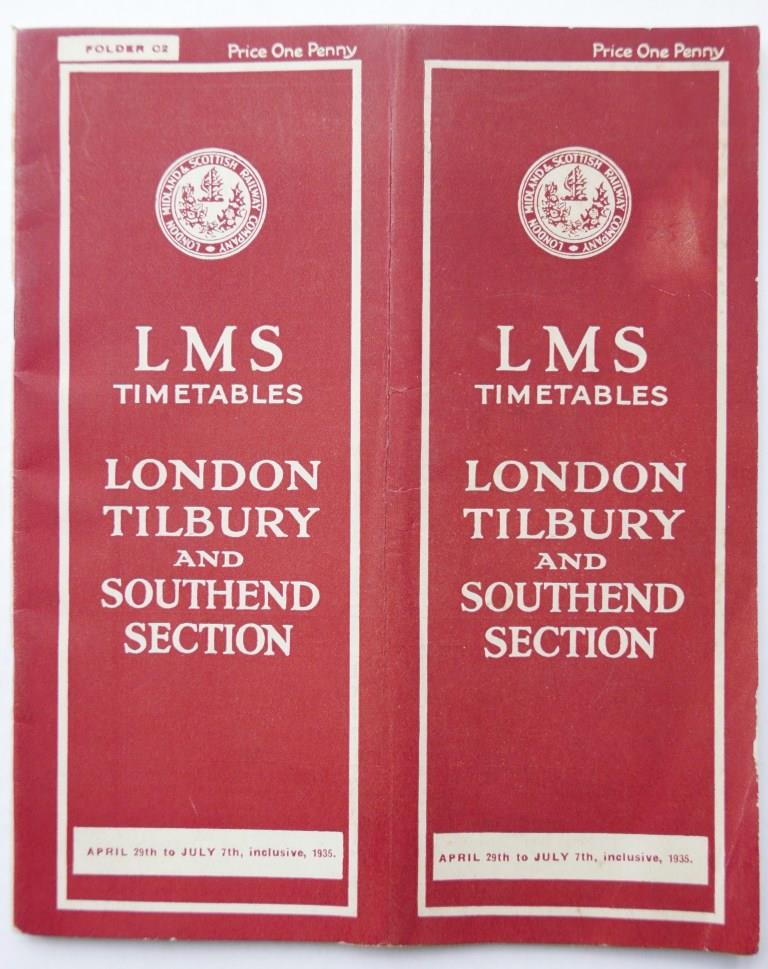 FOLDER C2
Price One Penny
LONDON MIDLAND & SCOTTISH RAILWAY COMPANY
LMS
TIMETABLES
LONDON
TILBURY
AND
SOUTHEND
SECTION
APRIL 29th to JULY 7th, inclusive, 1935.
Price One Penny
LONDON MIDLAND & SCOTTISH RAILWAY COMPANY
LMS
TIMETABLES
LONDON
TILBURY
AND
SOUTHEND
SECTION
APRIL 29th to JULY 7th, inclusive, 1935.